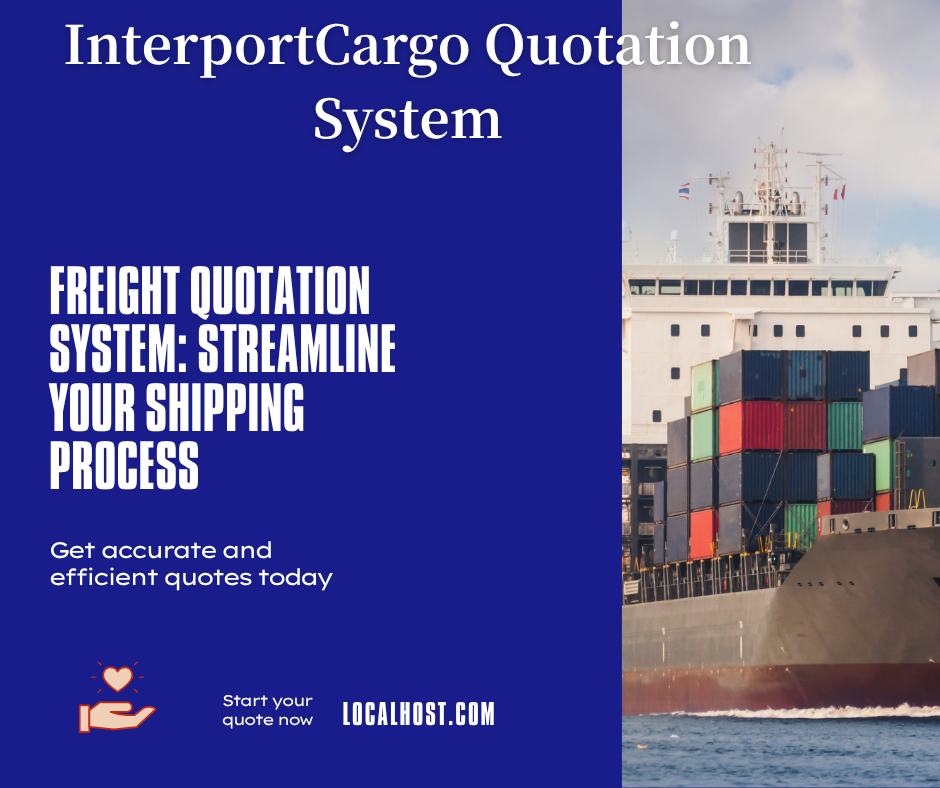 InterportCargo Quotation
System
FREIGHT QUOTATION
SYSTEM: STREAMLINE
YOUR SHIPPING
PROCESS
Get accurate and
efficient quotes today
Start your
quote now
LOCALHOST.COM